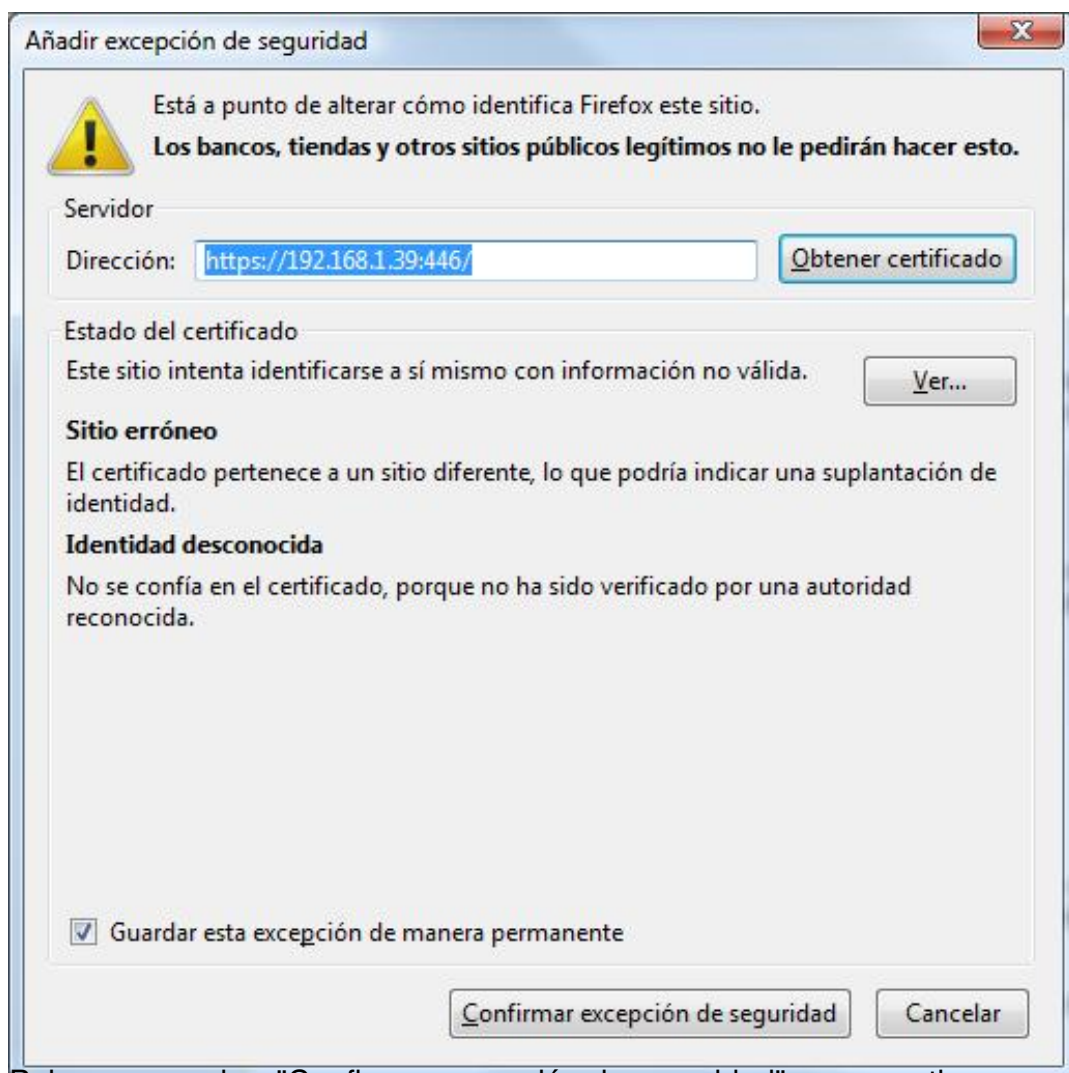 Añadir excepción de seguridad
Está a punto de alterar cómo identifica Firefox este sitio.
Los bancos, tiendas y otros sitios públicos legítimos no le pedirán hacer esto.
Servidor
Dirección: https://192.168.1.39:446/ Obtener certificado
Estado del certificado
Este sitio intenta identificarse a sí mismo con información no válida. Ver...
Sitio erróneo
El certificado pertenece a un sitio diferente, lo que podría indicar una suplantación de
identidad.
Identidad desconocida
No se confía en el certificado, porque no ha sido verificado por una autoridad
reconocida.
Guardar esta excepción de manera permanente
Confirmar excepción de seguridad Cancelar